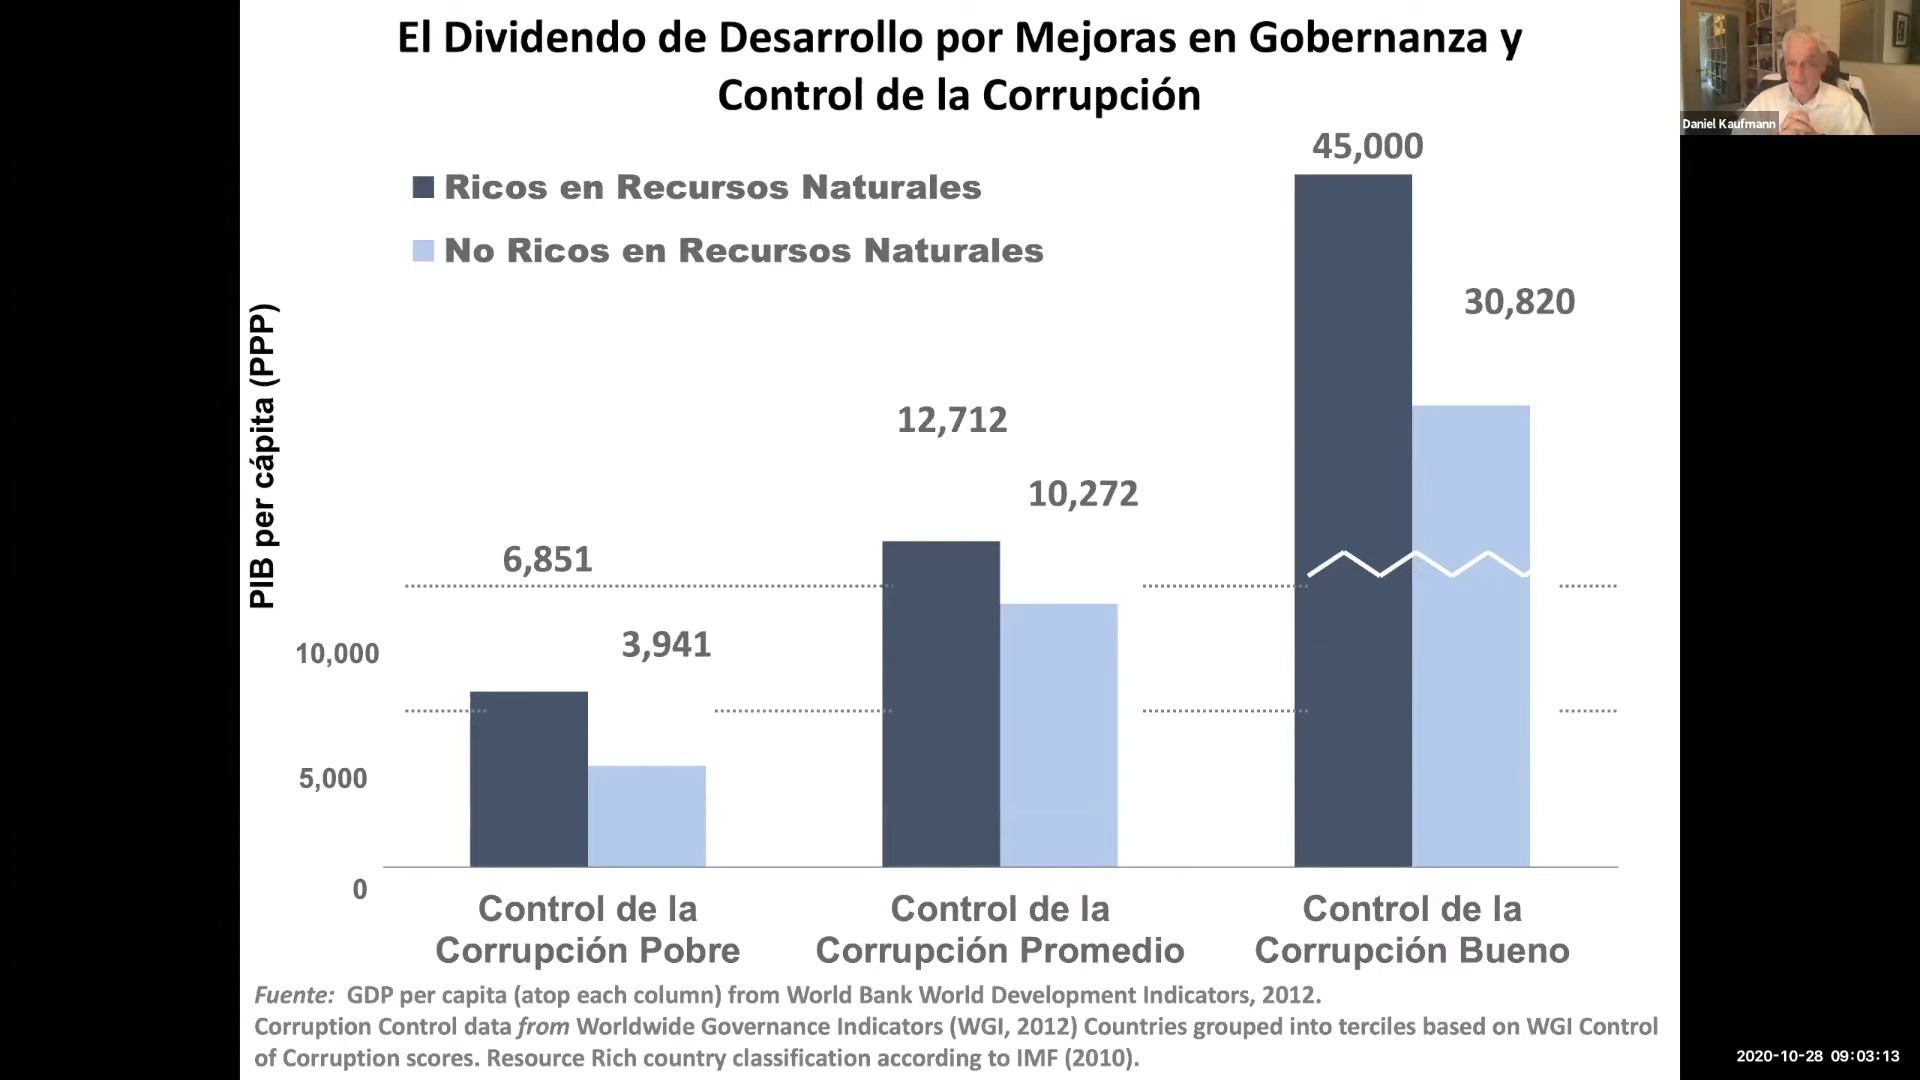 El Dividendo de Desarrollo por Mejoras en Gobernanza y
Control de la Corrupción
Daniel Kaufmann
Ricos en Recursos Naturales
No Ricos en Recursos Naturales
PIB per cápita (PPP)
45,000
30,820
12,712
10,272
6,851
3,941
10,000
5,000
0
Control de la
Corrupción Pobre
Control de la
Corrupción Promedio
Control de la
Corrupción Bueno
Fuente: GDP per capita (atop each column) from World Bank World Development Indicators, 2012.
Corruption Control data from Worldwide Governance Indicators (WGI, 2012) Countries grouped into terciles based on WGI Control
of Corruption scores. Resource Rich country classification according to IMF (2010).
2020-10-28 09:03:13